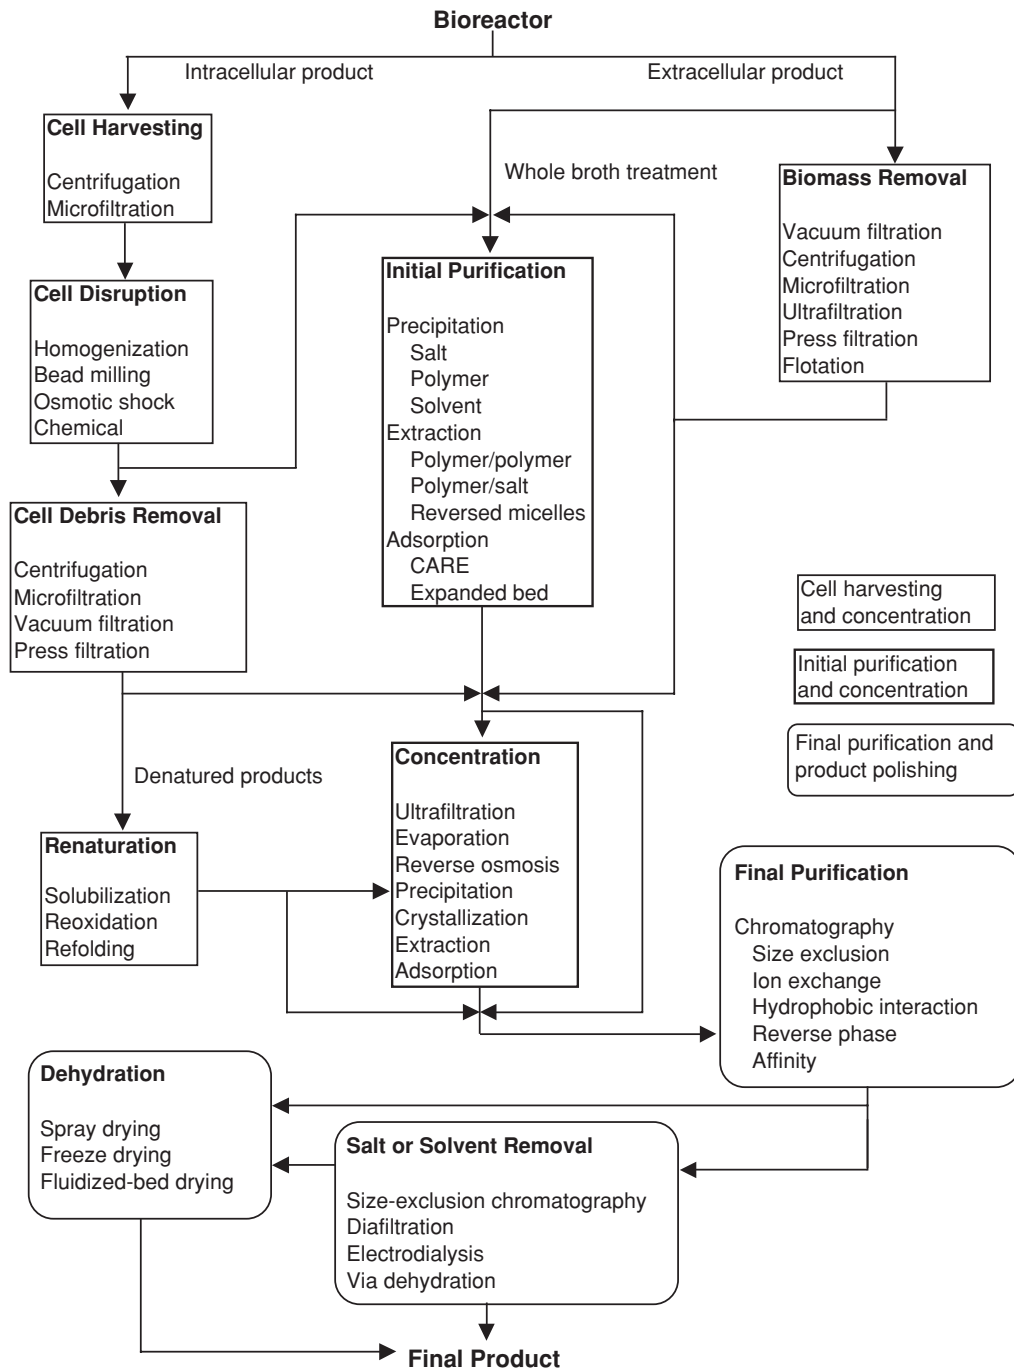 Bioreactor
Intracellular product
Extracellular product
Cell Harvesting
Centrifugation
Microfiltration
Whole broth treatment
Biomass Removal
Vacuum filtration
Centrifugation
Microfiltration
Ultrafiltration
Press filtration
Flotation
Cell Disruption
Homogenization
Bead milling
Osmotic shock
Chemical
Initial Purification
Precipitation
Salt
Polymer
Solvent
Extraction
Polymer/polymer
Polymer/salt
Reversed micelles
Adsorption
CARE
Expanded bed
Cell Debris Removal
Centrifugation
Microfiltration
Vacuum filtration
Press filtration
Cell harvesting
and concentration
Initial purification
and concentration
Final purification and
product polishing
Denatured products
Concentration
Ultrafiltration
Evaporation
Reverse osmosis
Precipitation
Crystallization
Extraction
Adsorption
Renaturation
Solubilization
Reoxidation
Refolding
Final Purification
Chromatography
Size exclusion
Ion exchange
Hydrophobic interaction
Reverse phase
Affinity
Dehydration
Spray drying
Freeze drying
Fluidized-bed drying
Salt or Solvent Removal
Size-exclusion chromatography
Diafiltration
Electrodialysis
Via dehydration
Final Product